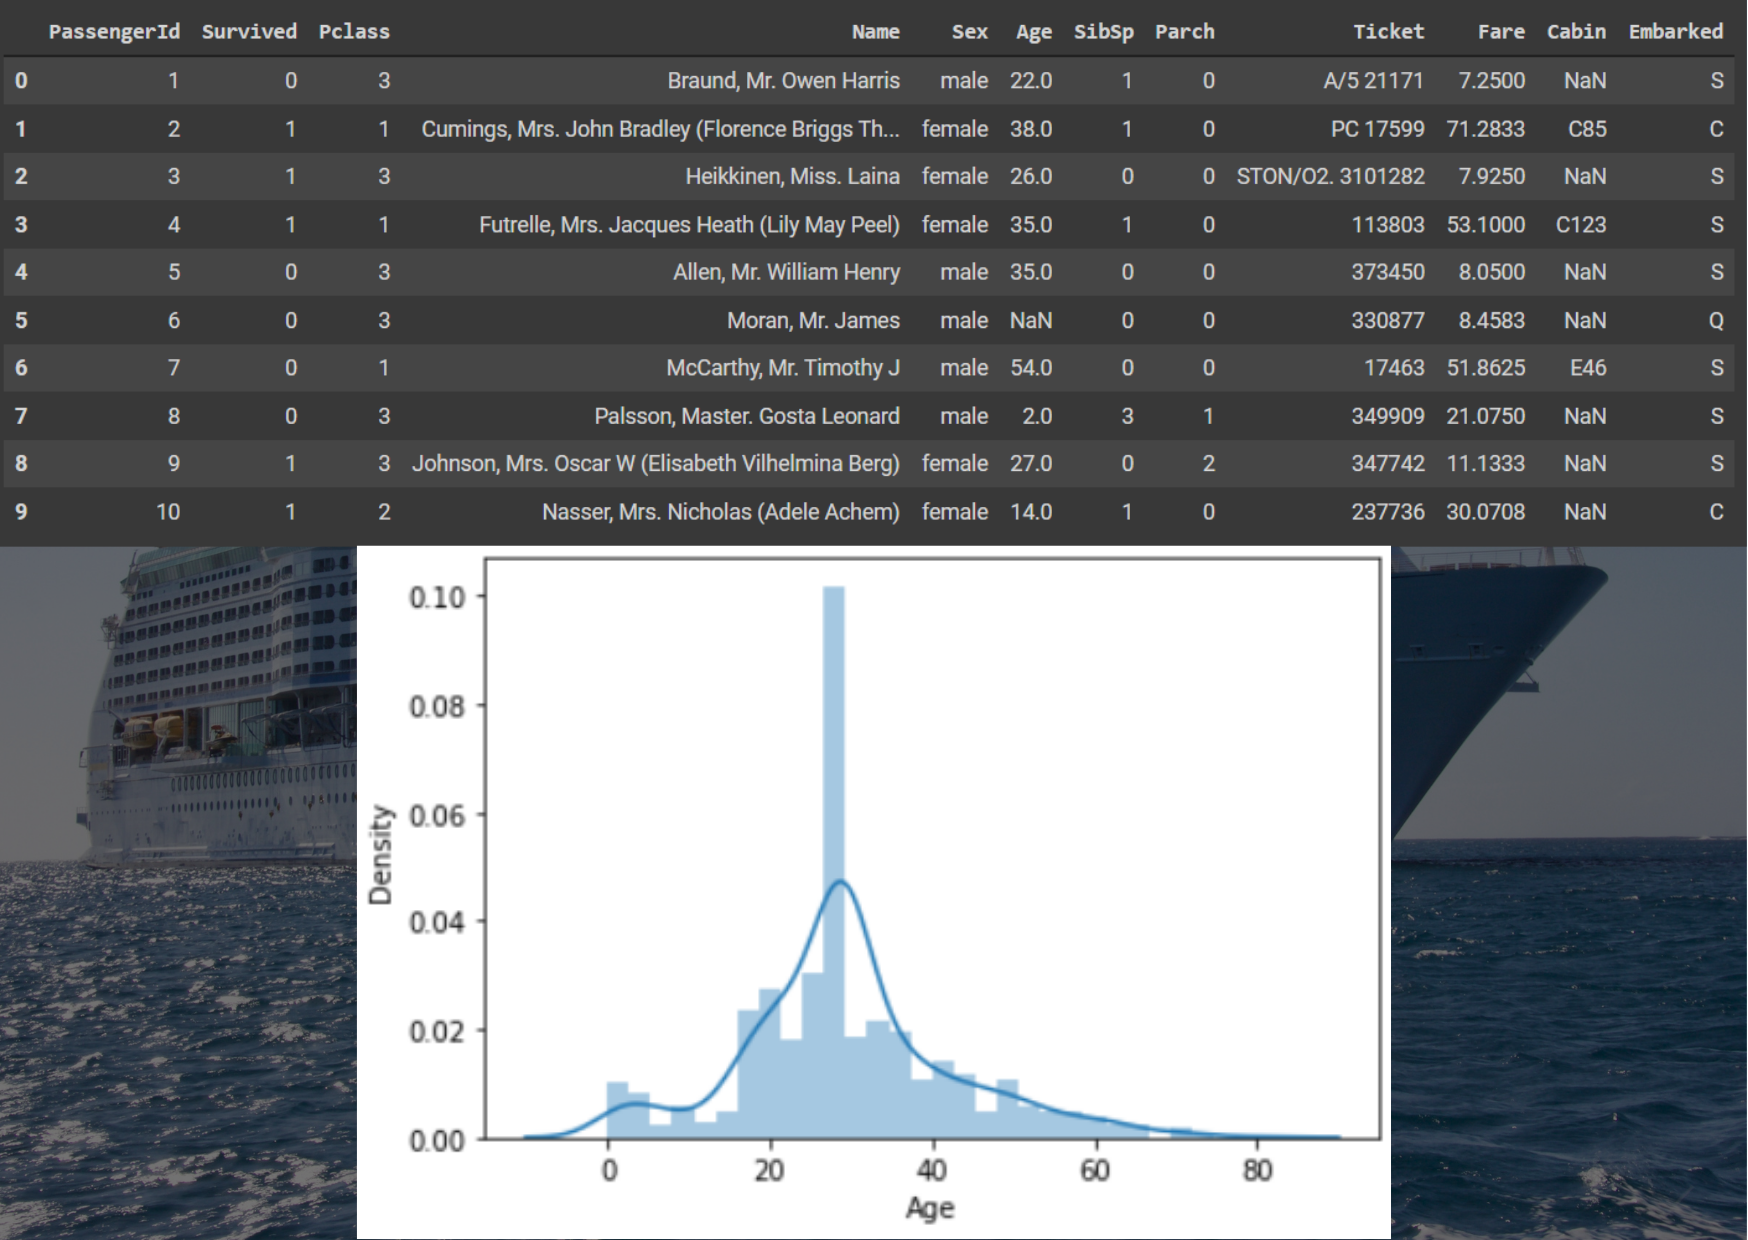 PassengerId Survived Pclass Name Sex Age SibSp Parch Ticket Fare Cabin Embarked
0 1 0 3 Braund, Mr. Owen Harris male 22.0 1 0 A/5 21171 7.2500 NaN S
1 2 1 1 Cumings, Mrs. John Bradley (Florence Briggs Th... female 38.0 1 0 PC 17599 71.2833 C85 C
2 3 1 3 Heikkinen, Miss. Laina female 26.0 0 0 STON/O2. 3101282 7.9250 NaN S
3 4 1 1 Futrelle, Mrs. Jacques Heath (Lily May Peel) female 35.0 1 0 113803 53.1000 C123 S
4 5 0 3 Allen, Mr. William Henry male 35.0 0 0 373450 8.0500 NaN S
5 6 0 3 Moran, Mr. James male NaN 0 0 330877 8.4583 NaN Q
6 7 0 1 McCarthy, Mr. Timothy J male 54.0 0 0 17463 51.8625 E46 S
7 8 0 3 Palsson, Master. Gosta Leonard male 2.0 3 1 349909 21.0750 NaN S
8 9 1 3 Johnson, Mrs. Oscar W (Elisabeth Vilhelmina Berg) female 27.0 0 2 347742 11.1333 NaN S
9 10 1 2 Nasser, Mrs. Nicholas (Adele Achem) female 14.0 1 0 237736 30.0708 NaN C
0.10
0.08
0.06
0.04
0.02
0.00
Density
0 20 40 60 80
Age